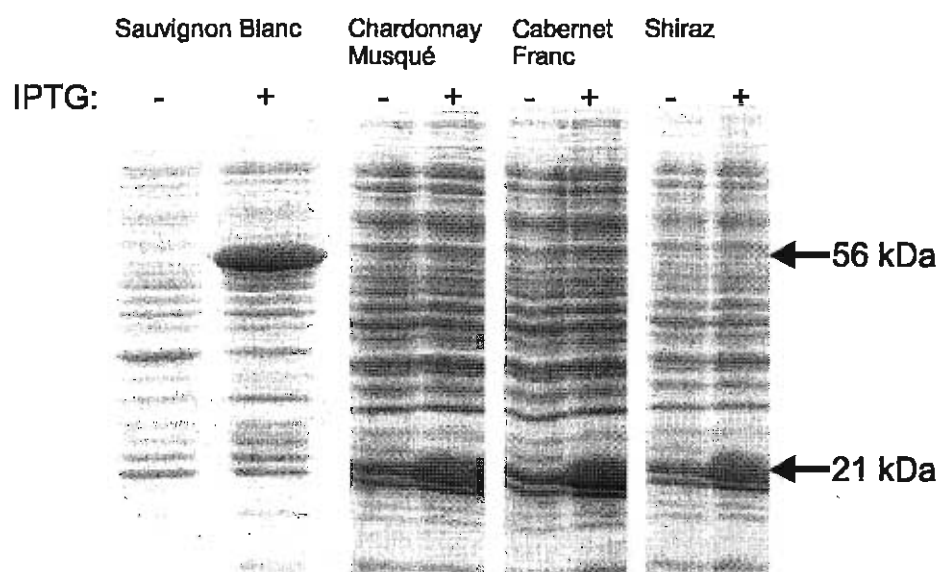 Sauvignon Blanc Chardonnay Cabernet Shiraz
Musqué Franc
IPTG: - + - + - + - +
56 kDa
21 kDa